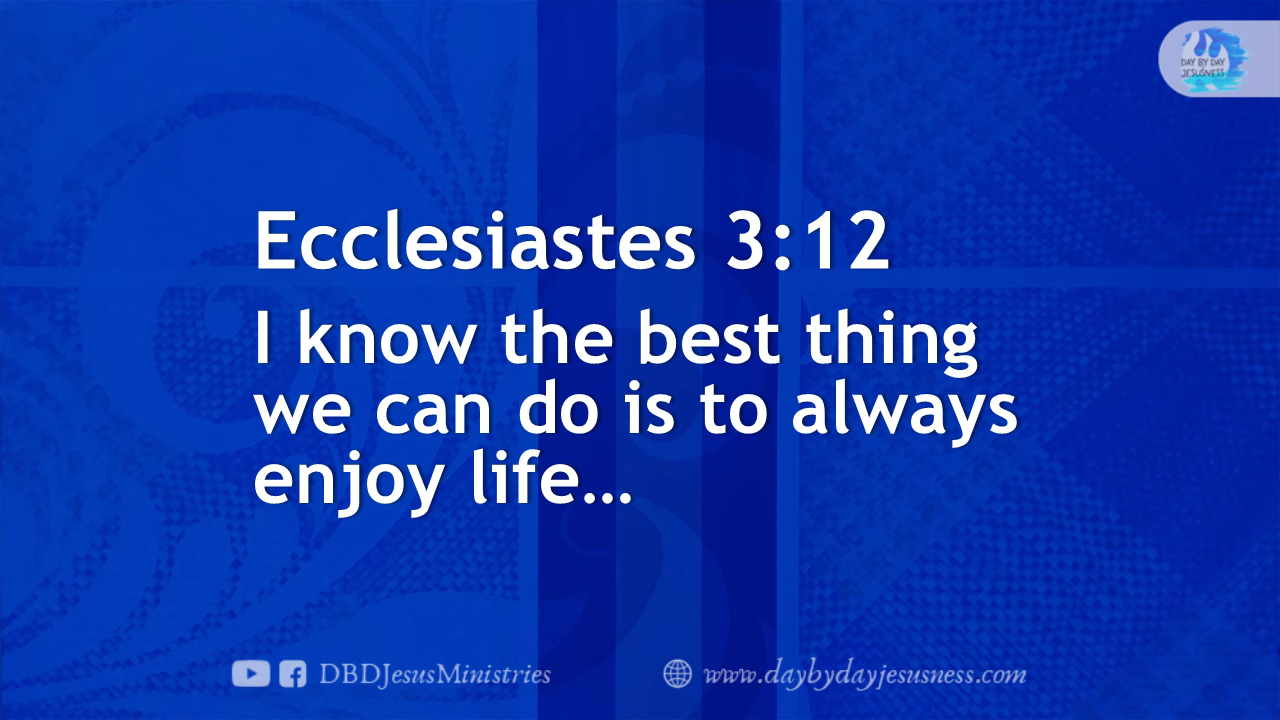 DAY BY DAY
JESUSNESS
Ecclesiastes 3:12
I know the best thing
we can do is to always
enjoy life…
DBDJesusMinistries
www.daybydayjesusness.com